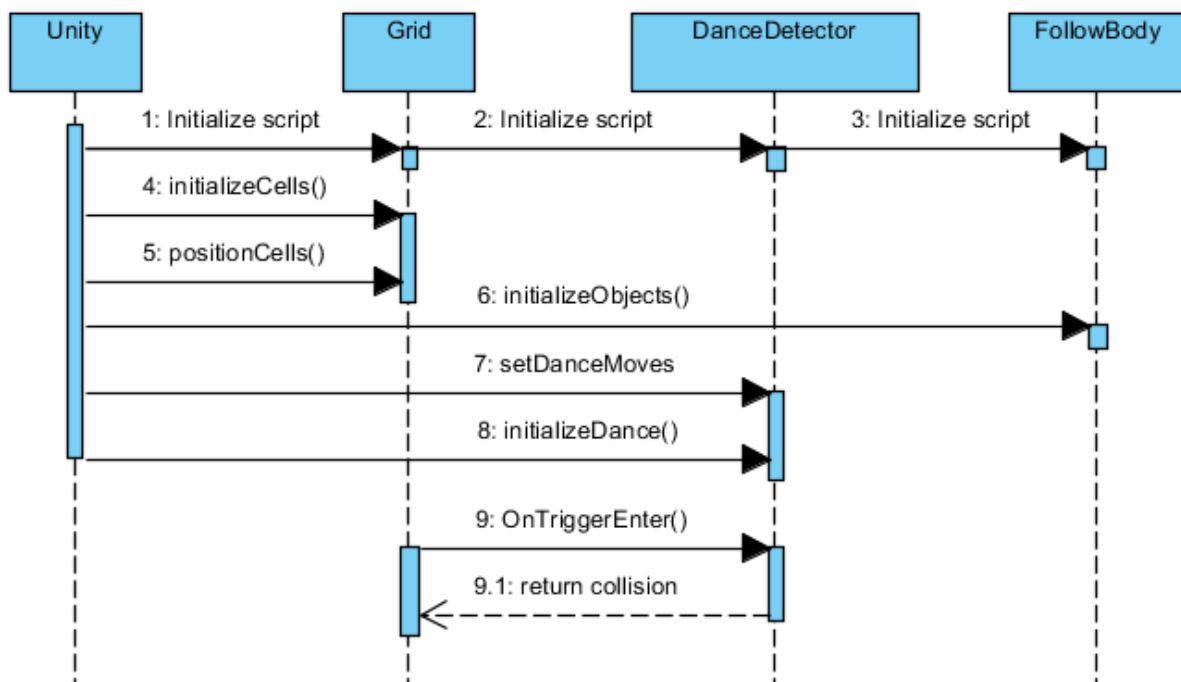 Unity
Grid
DanceDetector
FollowBody
1: Initialize script
2: Initialize script
3: Initialize script
4: initializeCells()
5: positionCells()
6: initializeObjects()
7: setDanceMoves
8: initializeDance()
9: OnTriggerEnter()
9.1: return collision